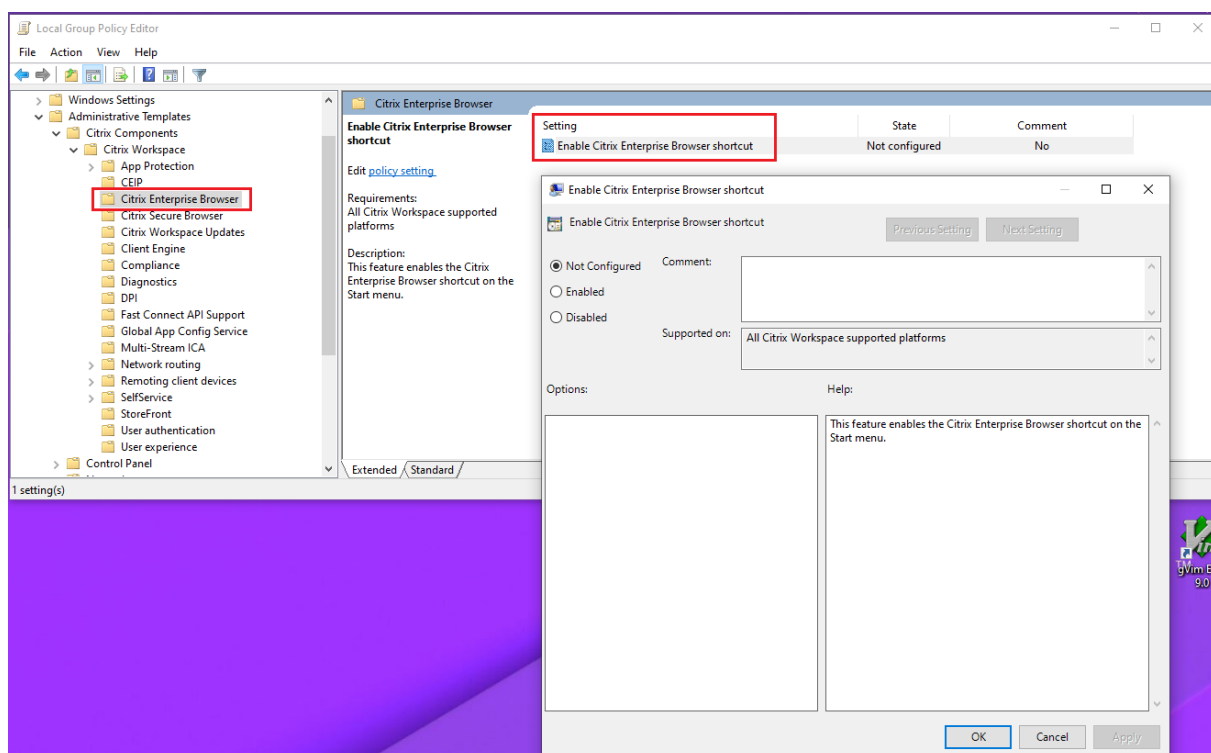 Local Group Policy Editor
File Action View Help
Windows Settings
Administrative Templates
Citrix Components
Citrix Workspace
App Protection
CEIP
Citrix Enterprise Browser
Citrix Secure Browser
Citrix Workspace Updates
Client Engine
Compliance
Diagnostics
DPI
Fast Connect API Support
Global App Config Service
Multi-Stream ICA
Network routing
Remoting client devices
SelfService
StoreFront
User authentication
User experience
Control Panel
1 setting(s)
Citrix Enterprise Browser
Enable Citrix Enterprise Browser
shortcut
Edit policy setting
Requirements:
All Citrix Workspace supported
platforms
Description:
This feature enables the Citrix
Enterprise Browser shortcut on the
Start menu.
Setting State Comment
Enable Citrix Enterprise Browser shortcut Not configured No
Extended Standard
Enable Citrix Enterprise Browser shortcut
Enable Citrix Enterprise Browser shortcut
Previous Setting Next Setting
Not Configured
Enabled
Disabled
Comment:
Supported on: All Citrix Workspace supported platforms
Options: Help:
This feature enables the Citrix Enterprise Browser shortcut on the
Start menu.
OK Cancel Apply
gVim
9.0